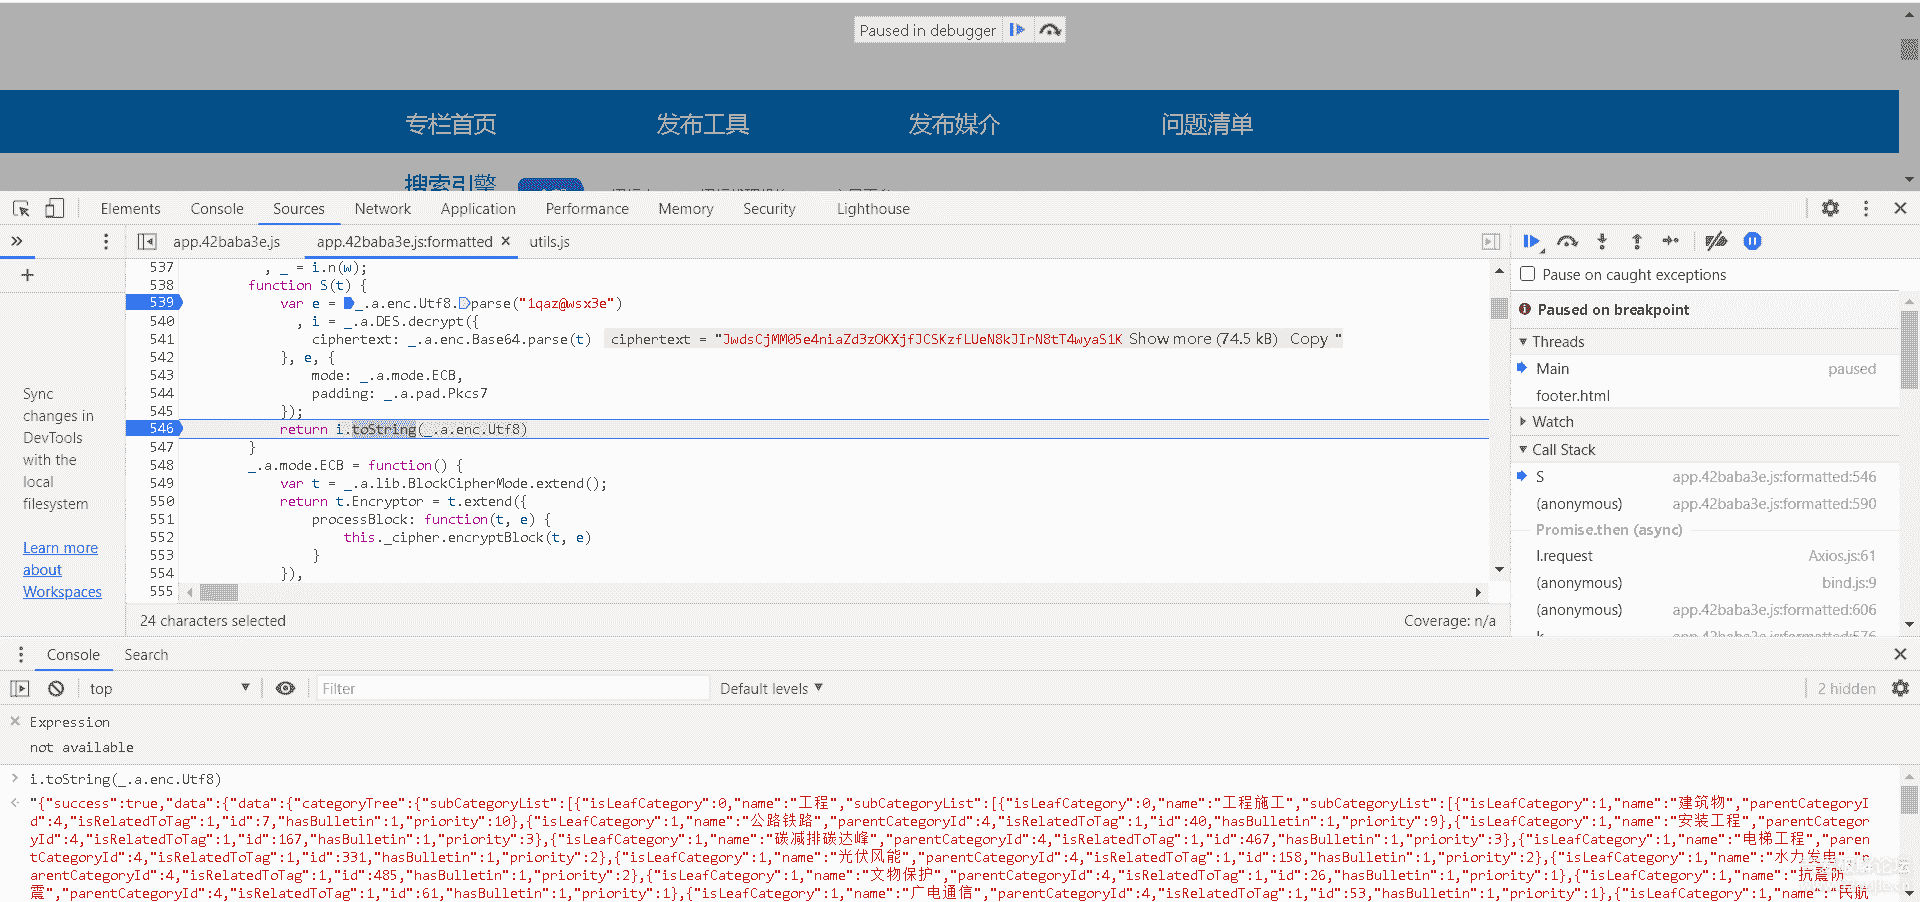 Paused in debugger
专栏首页 发布工具 发布媒介 问题清单
搜索引擎
Elements Console Sources Network Application Performance Memory Security Lighthouse
app.42baba3e.js app.42baba3e.js:formatted × utils.js
Pause on caught exceptions
Paused on breakpoint
Threads
Main paused
footer.html
Watch
Call Stack
S app.42baba3e.js:formatted:546
(anonymous) app.42baba3e.js:formatted:590
Promise.then (async)
l.request Axios.js:61
(anonymous) bind.js:9
(anonymous) app.42baba3e.js:formatted:606
k app.42baba3e.js:formatted:576
Sync
changes in
DevTools
with the
local
filesystem
Learn more
about
Workspaces
537 , _ = i.n(w);
538 function S(t) {
539 var e = _.a.enc.Utf8.parse("1qaz@wsx3e")
540 , i = _.a.DES.decrypt({
541 ciphertext: _.a.enc.Base64.parse(t) ciphertext = "JwdsCjMM05e4niaZd3zOKXjfJCSKzfLUeN8kJIrN8tT4wyaS1K Show more (74.5 kB) Copy "
542 }, e, {
543 mode: _.a.mode.ECB,
544 padding: _.a.pad.Pkcs7
545 });
546 return i.toString(_.a.enc.Utf8)
547 }
548 _.a.mode.ECB = function() {
549 var t = _.a.lib.BlockCipherMode.extend();
550 return t.Encryptor = t.extend({
551 processBlock: function(t, e) {
552 this._cipher.encryptBlock(t, e)
553 }
554 }),
555
24 characters selected Coverage: n/a
Console Search
top Filter Default levels ▼ 2 hidden
Expression
not available
i.toString(_.a.enc.Utf8)
"{"success":true,"data":{"data":{"categoryTree":{"subCategoryList":[{"isLeafCategory":0,"name":"工程","subCategoryList":[{"isLeafCategory":0,"name":"工程施工","subCategoryList":[{"isLeafCategory":1,"name":"建筑物","parentCategoryI
d":4,"isRelatedToTag":1,"id":7,"hasBulletin":1,"priority":10},{"isLeafCategory":1,"name":"公路铁路","parentCategoryId":4,"isRelatedToTag":1,"id":40,"hasBulletin":1,"priority":9},{"isLeafCategory":1,"name":"安装工程","parentCategor
yId":4,"isRelatedToTag":1,"id":167,"hasBulletin":1,"priority":3},{"isLeafCategory":1,"name":"碳减排碳达峰","parentCategoryId":4,"isRelatedToTag":1,"id":467,"hasBulletin":1,"priority":3},{"isLeafCategory":1,"name":"电梯工程","paren
tCategoryId":4,"isRelatedToTag":1,"id":331,"hasBulletin":1,"priority":2},{"isLeafCategory":1,"name":"光伏风能","parentCategoryId":4,"isRelatedToTag":1,"id":158,"hasBulletin":1,"priority":2},{"isLeafCategory":1,"name":"水力发电","p
arentCategoryId":4,"isRelatedToTag":1,"id":485,"hasBulletin":1,"priority":2},{"isLeafCategory":1,"name":"文物保护","parentCategoryId":4,"isRelatedToTag":1,"id":26,"hasBulletin":1,"priority":1},{"isLeafCategory":1,"name":"抗震防
震","parentCategoryId":4,"isRelatedToTag":1,"id":61,"hasBulletin":1,"priority":1},{"isLeafCategory":1,"name":"广电通信","parentCategoryId":4,"isRelatedToTag":1,"id":53,"hasBulletin":1,"priority":1},{"isLeafCategory":1,"name":"民航